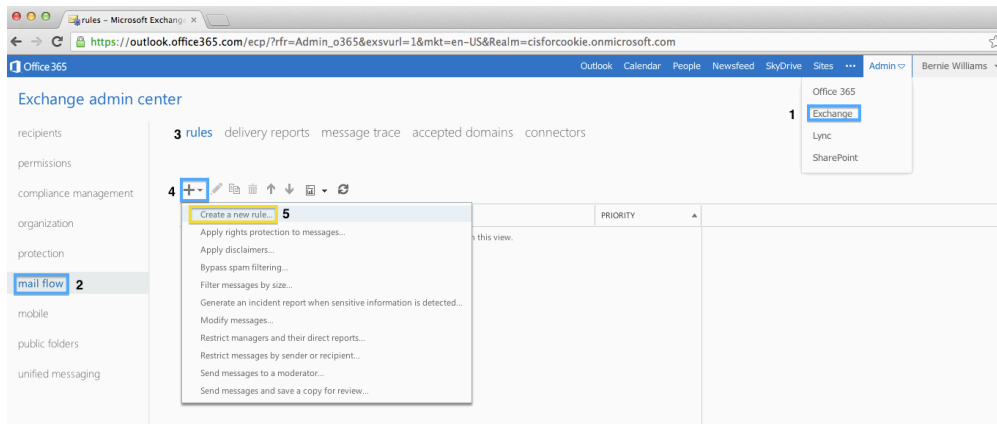 rules – Microsoft Exchang
https://outlook.office365.com/ecp/?rfr=Admin_o365&exsvurl=1&mkt=en-US&Realm=cisforcookie.onmicrosoft.com
Office 365
Outlook Calendar People Newsfeed SkyDrive Sites ••• Admin Bernie Williams
Office 365
1 Exchange
Lync
SharePoint
Exchange admin center
recipients
permissions
compliance management
organization
protection
mail flow 2
mobile
public folders
unified messaging
3 rules delivery reports message trace accepted domains connectors
4
Create a new rule... 5
Apply rights protection to messages...
Apply disclaimers...
Bypass spam filtering...
Filter messages by size...
Generate an incident report when sensitive information is detected...
Modify messages...
Restrict managers and their direct reports...
Restrict messages by sender or recipient...
Send messages to a moderator...
Send messages and save a copy for review...
PRIORITY
this view.